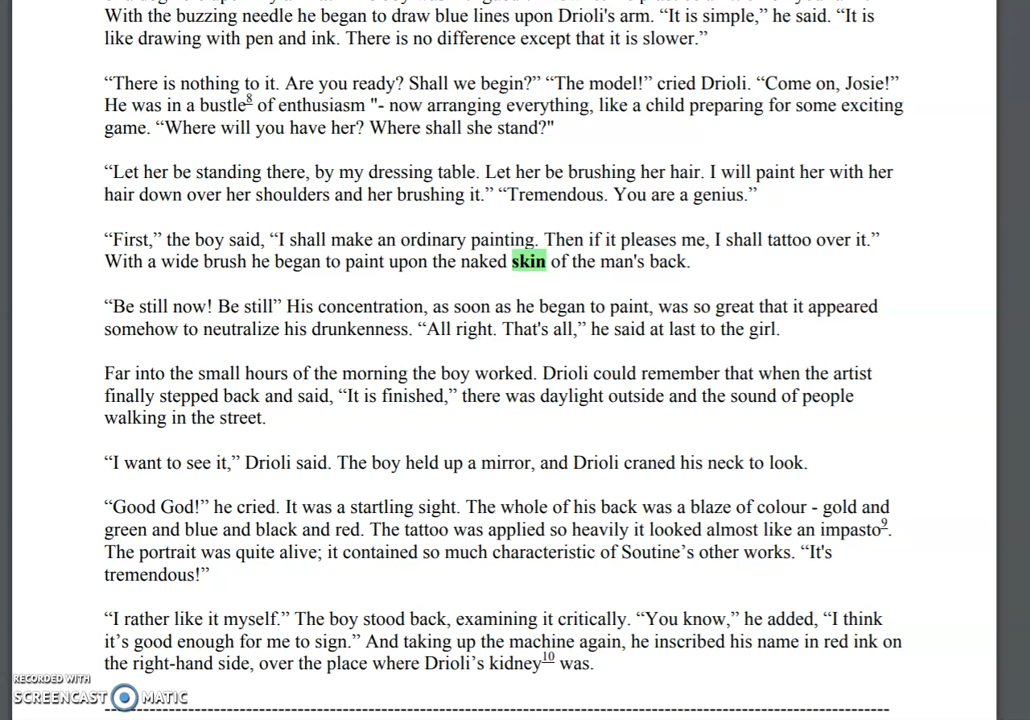 With the buzzing needle he began to draw blue lines upon Drioli's arm. “It is simple,” he said. “It is
like drawing with pen and ink. There is no difference except that it is slower.”
“There is nothing to it. Are you ready? Shall we begin?” “The model!” cried Drioli. “Come on, Josie!”
He was in a bustle8 of enthusiasm "- now arranging everything, like a child preparing for some exciting
game. “Where will you have her? Where shall she stand?"
“Let her be standing there, by my dressing table. Let her be brushing her hair. I will paint her with her
hair down over her shoulders and her brushing it.” “Tremendous. You are a genius.”
“First,” the boy said, “I shall make an ordinary painting. Then if it pleases me, I shall tattoo over it.”
With a wide brush he began to paint upon the naked skin of the man's back.
“Be still now! Be still” His concentration, as soon as he began to paint, was so great that it appeared
somehow to neutralize his drunkenness. “All right. That's all,” he said at last to the girl.
Far into the small hours of the morning the boy worked. Drioli could remember that when the artist
finally stepped back and said, “It is finished,” there was daylight outside and the sound of people
walking in the street.
“I want to see it,” Drioli said. The boy held up a mirror, and Drioli craned his neck to look.
“Good God!” he cried. It was a startling sight. The whole of his back was a blaze of colour - gold and
green and blue and black and red. The tattoo was applied so heavily it looked almost like an impasto9.
The portrait was quite alive; it contained so much characteristic of Soutine’s other works. “It's
tremendous!”
“I rather like it myself.” The boy stood back, examining it critically. “You know,” he added, “I think
it’s good enough for me to sign.” And taking up the machine again, he inscribed his name in red ink on
the right-hand side, over the place where Drioli’s kidney10 was.
RECORDED WITH
SCREENCAST MATIC